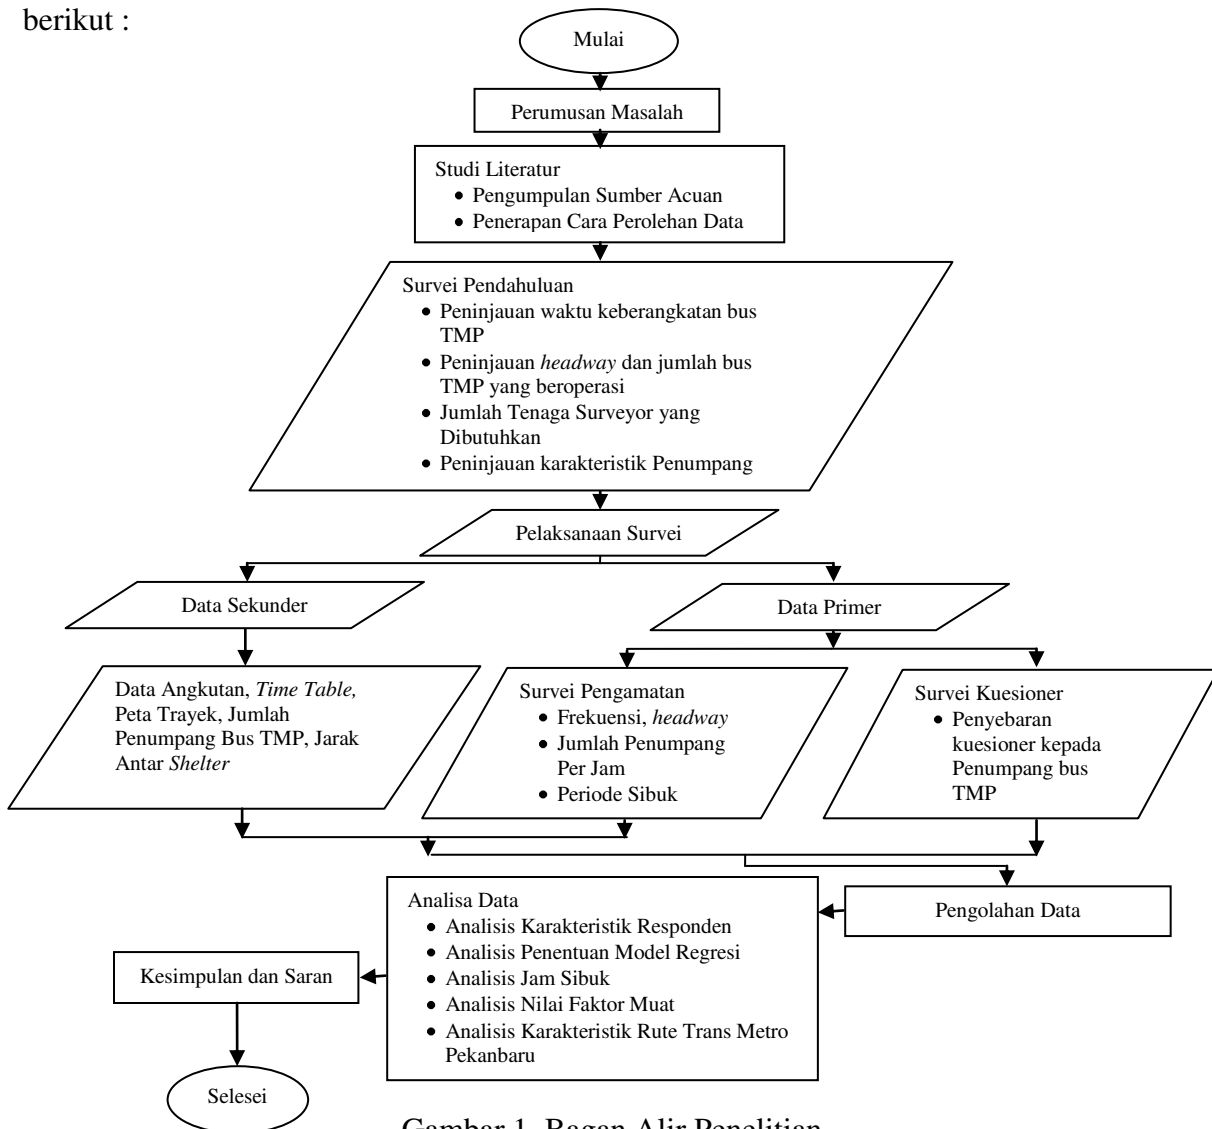 berikut :
Mulai
Perumusan Masalah
Studi Literatur
• Pengumpulan Sumber Acuan
• Penerapan Cara Perolehan Data
Survei Pendahuluan
• Peninjauan waktu keberangkatan bus
TMP
• Peninjauan headway dan jumlah bus
TMP yang beroperasi
• Jumlah Tenaga Surveyor yang
Dibutuhkan
• Peninjauan karakteristik Penumpang
Pelaksanaan Survei
Data Sekunder
Data Primer
Data Angkutan, Time Table,
Peta Trayek, Jumlah
Penumpang Bus TMP, Jarak
Antar Shelter
Survei Pengamatan
• Frekuensi, headway
• Jumlah Penumpang
Per Jam
• Periode Sibuk
Survei Kuesioner
• Penyebaran
kuesioner kepada
Penumpang bus
TMP
Pengolahan Data
Analisa Data
• Analisis Karakteristik Responden
• Analisis Penentuan Model Regresi
• Analisis Jam Sibuk
• Analisis Nilai Faktor Muat
• Analisis Karakteristik Rute Trans Metro
Pekanbaru
Kesimpulan dan Saran
Selesei
Gambar 1. Bagan Alir Penelitian